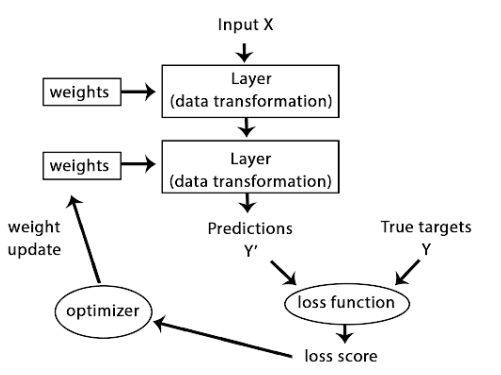 Input X
Layer
(data transformation)
weights
Layer
(data transformation)
weights
weight
update
Predictions
Y'
True targets
Y
optimizer
loss function
loss score